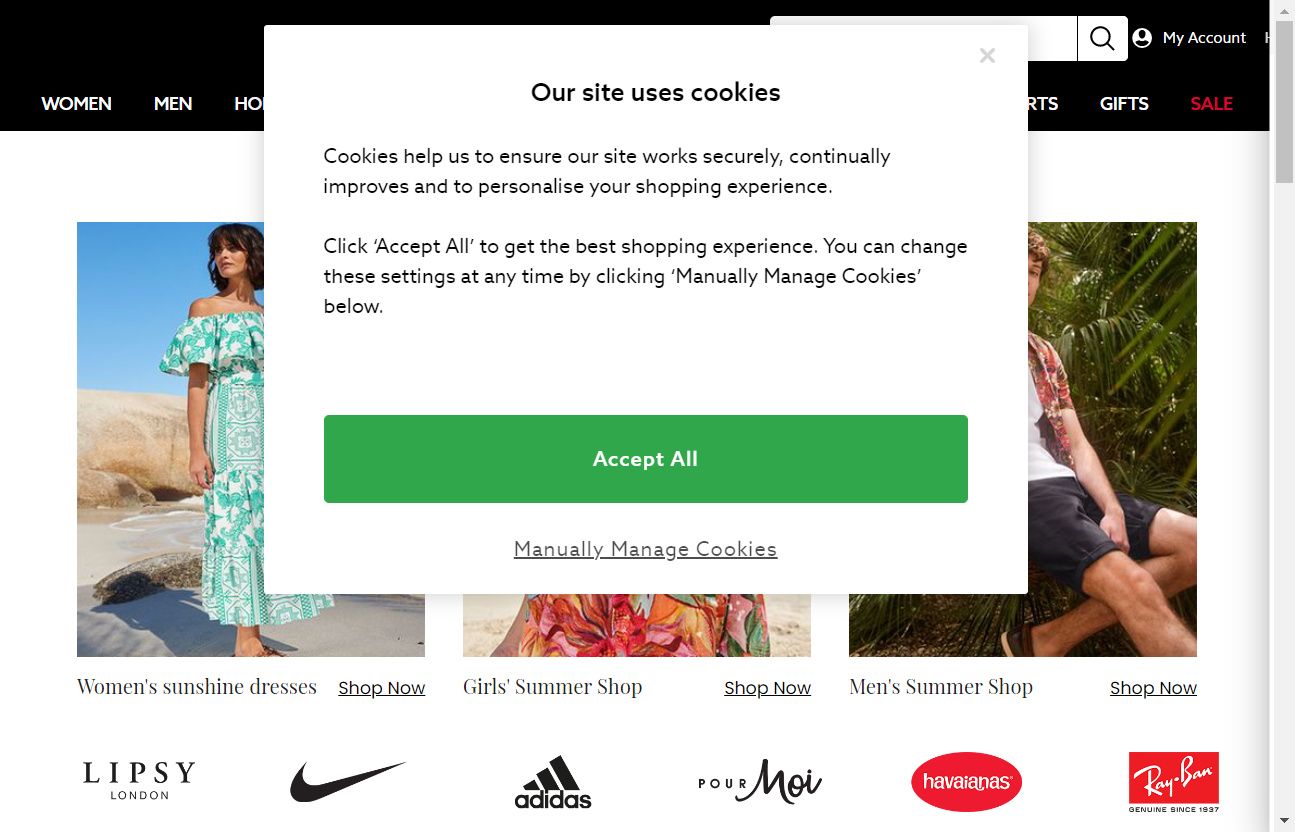 My Account
WOMEN MEN GIFTS SALE
Our site uses cookies
Cookies help us to ensure our site works securely, continually
improves and to personalise your shopping experience.
Click ‘Accept All’ to get the best shopping experience. You can change
these settings at any time by clicking ‘Manually Manage Cookies’
below.
Accept All
Manually Manage Cookies
Women's sunshine dresses Shop Now
Girls' Summer Shop Shop Now
Men's Summer Shop Shop Now
LIPSY
LONDON
adidas
POUR Moi
havaianas
Ray-Ban
GENUINE SINCE 1937